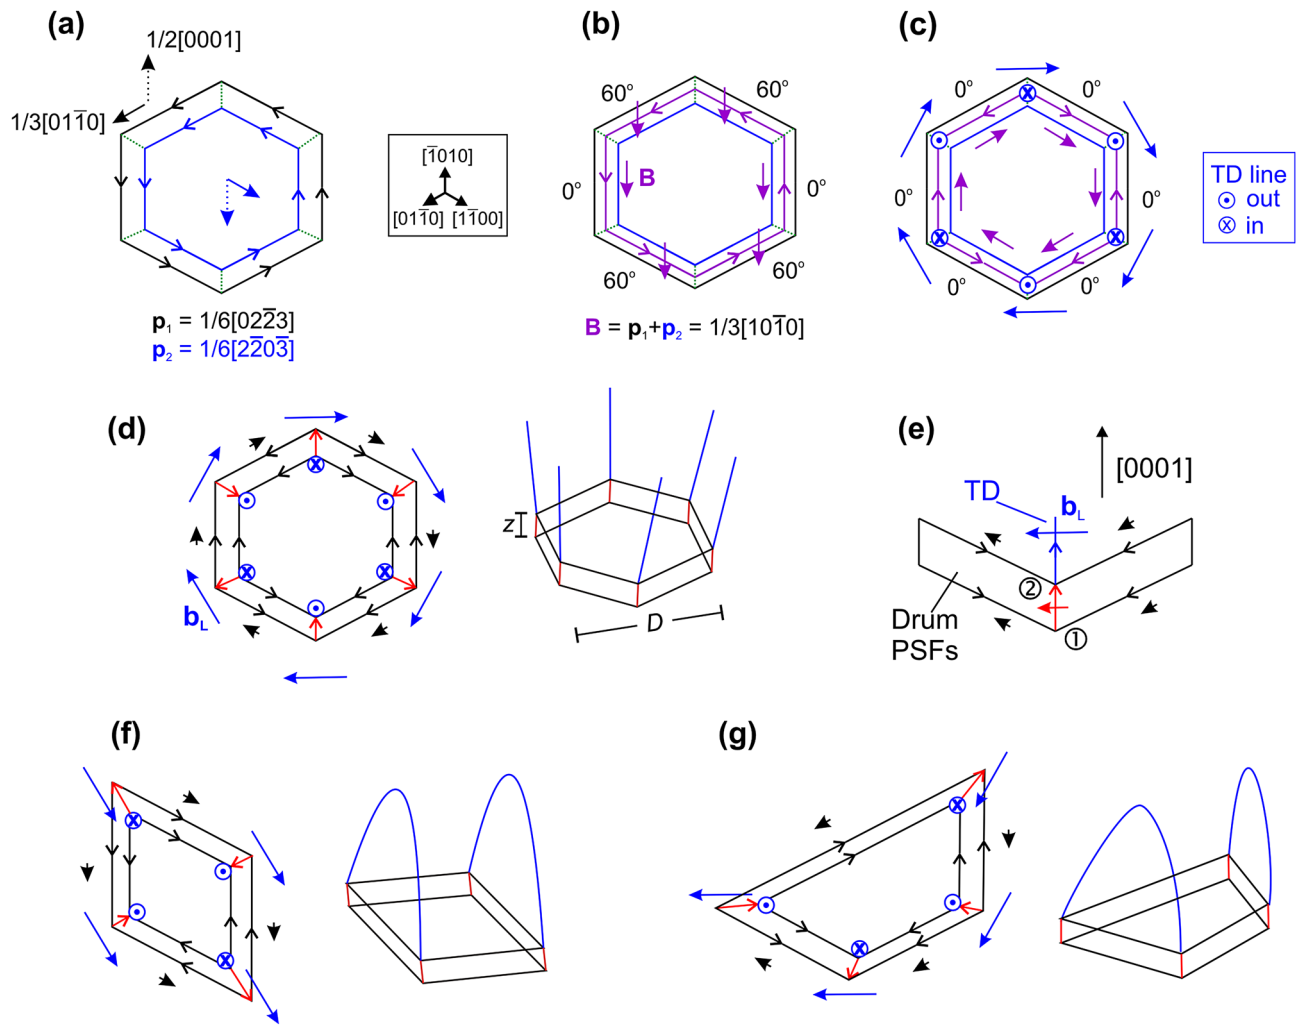 (a)
1/2[0001]
1/3[011̅0]
p₁ = 1/6[022̅3]
p₂ = 1/6[22̅03̅]
[1̅010]
[011̅0] [11̅00]
(b)
60° 60°
0° B 0°
60° 60°
B = p₁+p₂ = 1/3[101̅0]
(c)
0° 0°
0° 0°
0° 0°
TD line
out
in
(d)
b_L
z
D
(e)
[0001]
TD b_L
②
Drum
PSFs
①
(f)
(g)